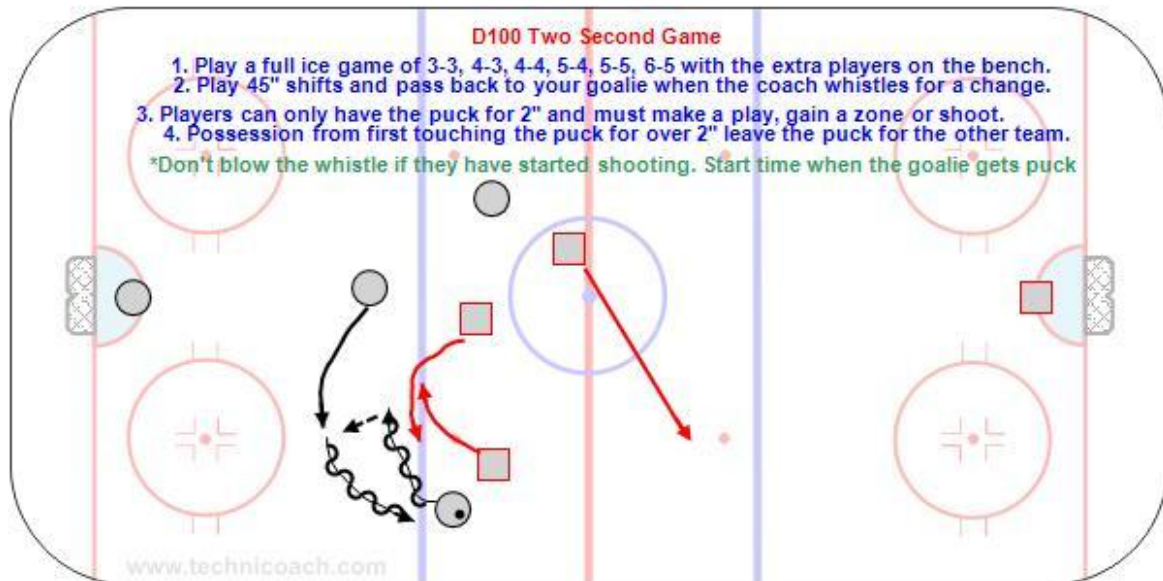 D100 Two Second Game
1. Play a full ice game of 3-3, 4-3, 4-4, 5-4, 5-5, 6-5 with the extra players on the bench.
2. Play 45" shifts and pass back to your goalie when the coach whistles for a change.
3. Players can only have the puck for 2" and must make a play, gain a zone or shoot.
4. Possession from first touching the puck for over 2" leave the puck for the other team.
*Don't blow the whistle if they have started shooting. Start time when the goalie gets puck
www.technicoach.com